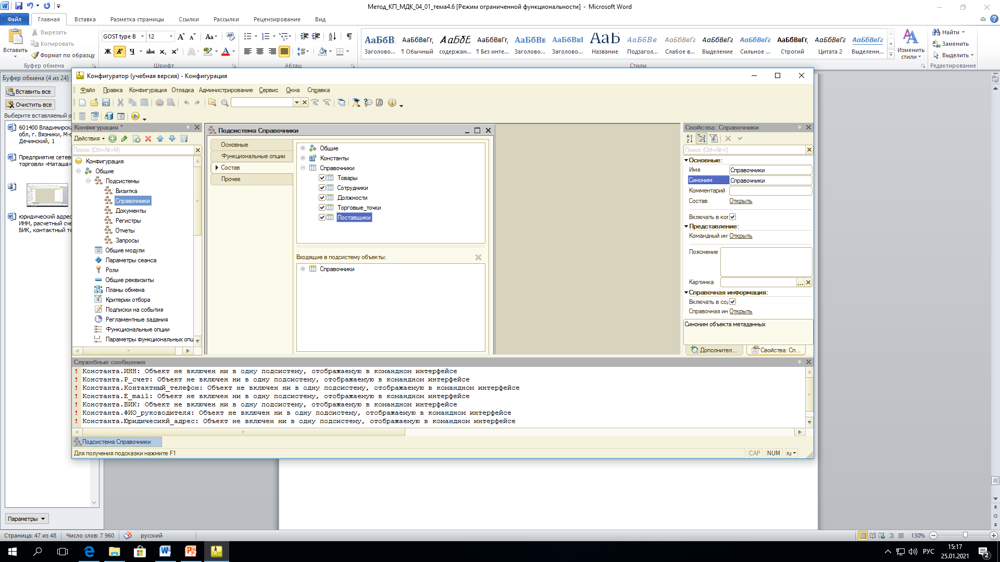 Метод_КП_МДК_04_01_тема4.6 [Режим ограниченной функциональности] - Microsoft Word
Файл Главная Вставка Разметка страницы Ссылки Рассылки Рецензирование Вид
Вставить
Вырезать
Копировать
Формат по образцу
Буфер обмена
GOST type B 12
Шрифт
Абзац
АаБбВ: АаБбВвГг, АаБбБ АаБбВвГг, АаБбВв АаБбВвІ АаБ АаБбВв. АаБбВвГг АаБбВвГг АаБбВвГг АаБбВвГг, АаБбВвГг АаБбВвГг
Заголово... ¶ Обычный содержан... ¶ Без инте... Заголово... Заголово... Название Подзагол... Слабое в... Выделение Сильное ... Строгий Цитата 2 Выделенн...
Стили
Изменить стили
Найти
Заменить
Выделить
Редактирование
Буфер обмена (4 из 24)
Вставить все
Очистить все
Выберите вставляемый о
601400 Владимирска
обл, г. Вязники, М-о
Дечинский, 1
Предприятие сетев
торговли «Наташа»
юридический адрес
ИНН, расчетный сче
БИК, контактный те
Параметры
Конфигуратор (учебная версия) - Конфигурация
Файл Правка Конфигурация Отладка Администрирование Сервис Окна Справка
Конфигурация *
Действия
Поиск (Ctrl+Alt+M)
Конфигурация
Общие
Подсистемы
Визитка
Справочники
Документы
Регистры
Отчеты
Запросы
Общие модули
Параметры сеанса
Роли
Общие реквизиты
Планы обмена
Критерии отбора
Подписки на события
Регламентные задания
Функциональные опции
Параметры функциональных опц
Подсистема Справочники
Основные
Функциональные опции
Состав
Прочее
Общие
Константы
Справочники
Товары
Сотрудники
Должности
Торговые_точки
Поставщики
Входящие в подсистему объекты:
Справочники
Свойства: Справочники
Поиск (Ctrl+Alt+I)
Основные:
Имя Справочники
Синоним Справочники
Комментарий
Состав Открыть
Включать в ког
Представление:
Командный ин Открыть
Пояснение
Картинка
Справочная информация:
Включать в со
Справочная ин Открыть
Синоним объекта метаданных
Дополнител... Свойства: Сп...
Служебные сообщения
! Константа.ИНН: Объект не включен ни в одну подсистему, отображаемую в командном интерфейсе
! Константа.Р_счет: Объект не включен ни в одну подсистему, отображаемую в командном интерфейсе
! Константа.Контактный_телефон: Объект не включен ни в одну подсистему, отображаемую в командном интерфейсе
! Константа.E_mail: Объект не включен ни в одну подсистему, отображаемую в командном интерфейсе
! Константа.БИК: Объект не включен ни в одну подсистему, отображаемую в командном интерфейсе
! Константа.ФИО_руководителя: Объект не включен ни в одну подсистему, отображаемую в командном интерфейсе
! Константа.Юридичесикй_адрес: Объект не включен ни в одну подсистему, отображаемую в командном интерфейсе
Подсистема Справочники
Для получения подсказки нажмите F1
CAP NUM ru
Страница: 47 из 48 Число слов: 7 960 русский 130%
РУС
15:17
25.01.2021
2